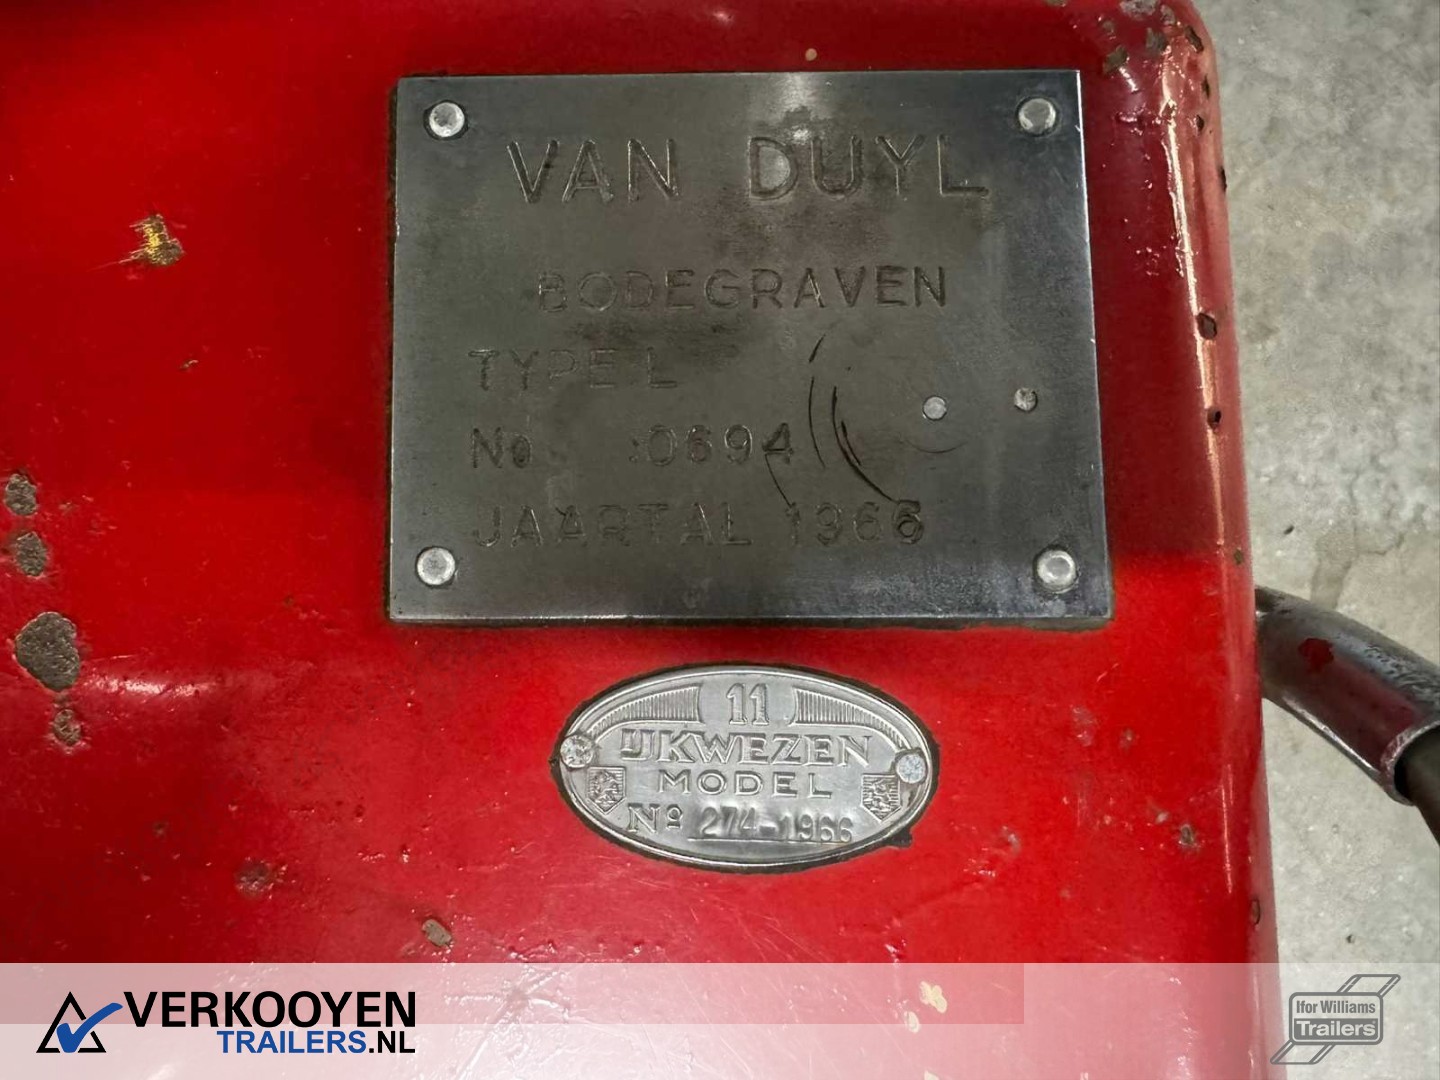 VAN DUYL
BODEGRAVEN
TYPE L
No 0694
JAARTAL 1966
11
IJKWEZEN
MODEL
No 274-1966
VERKOOYEN
TRAILERS.NL
Ifor Williams
Trailers